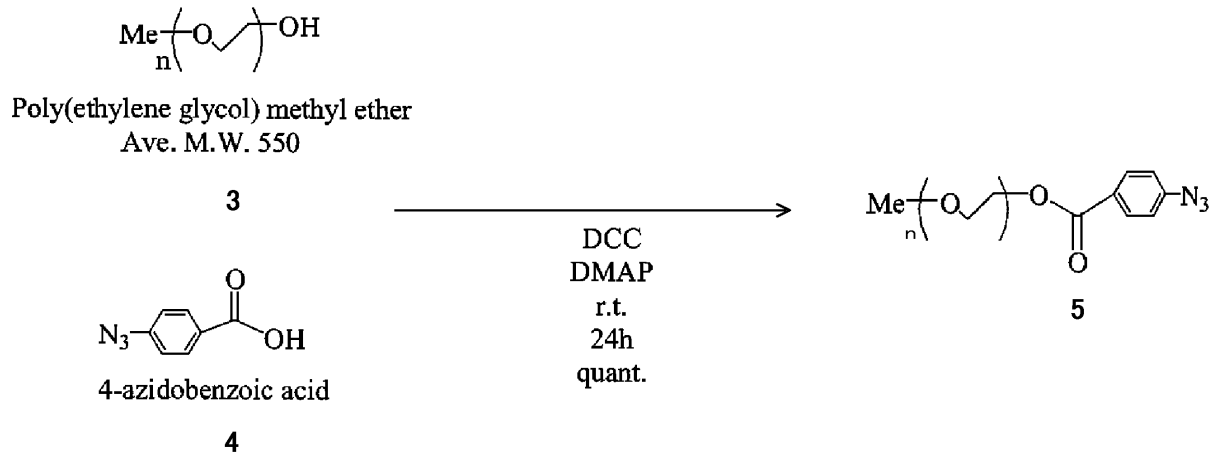 Me O OH
n
Poly(ethylene glycol) methyl ether
Ave. M.W. 550
3
O
N3 OH
4-azidobenzoic acid
4
DCC
DMAP
r.t.
24h
quant.
Me O O N3
n
O
5